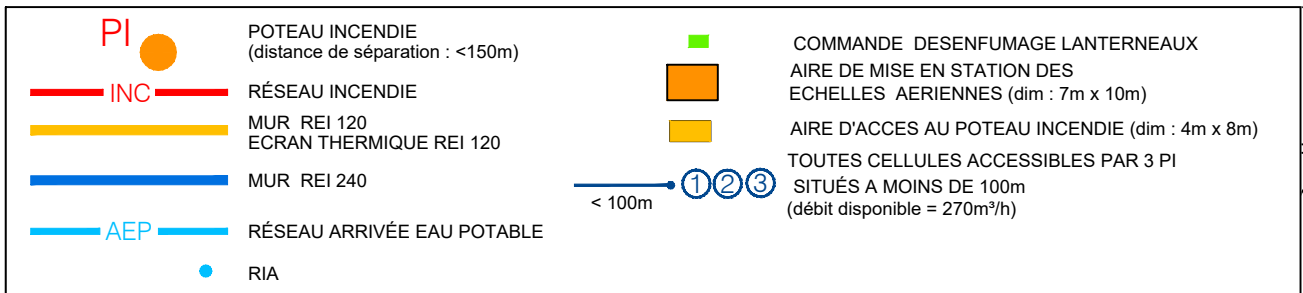 PI
POTEAU INCENDIE
(distance de séparation : <150m)
INC
RÉSEAU INCENDIE
MUR REI 120
ECRAN THERMIQUE REI 120
MUR REI 240
AEP
RÉSEAU ARRIVÉE EAU POTABLE
RIA
COMMANDE DESENFUMAGE LANTERNEAUX
AIRE DE MISE EN STATION DES
ECHELLES AERIENNES (dim : 7m x 10m)
AIRE D'ACCES AU POTEAU INCENDIE (dim : 4m x 8m)
< 100m
1 2 3
TOUTES CELLULES ACCESSIBLES PAR 3 PI
SITUÉS A MOINS DE 100m
(débit disponible = 270m³/h)